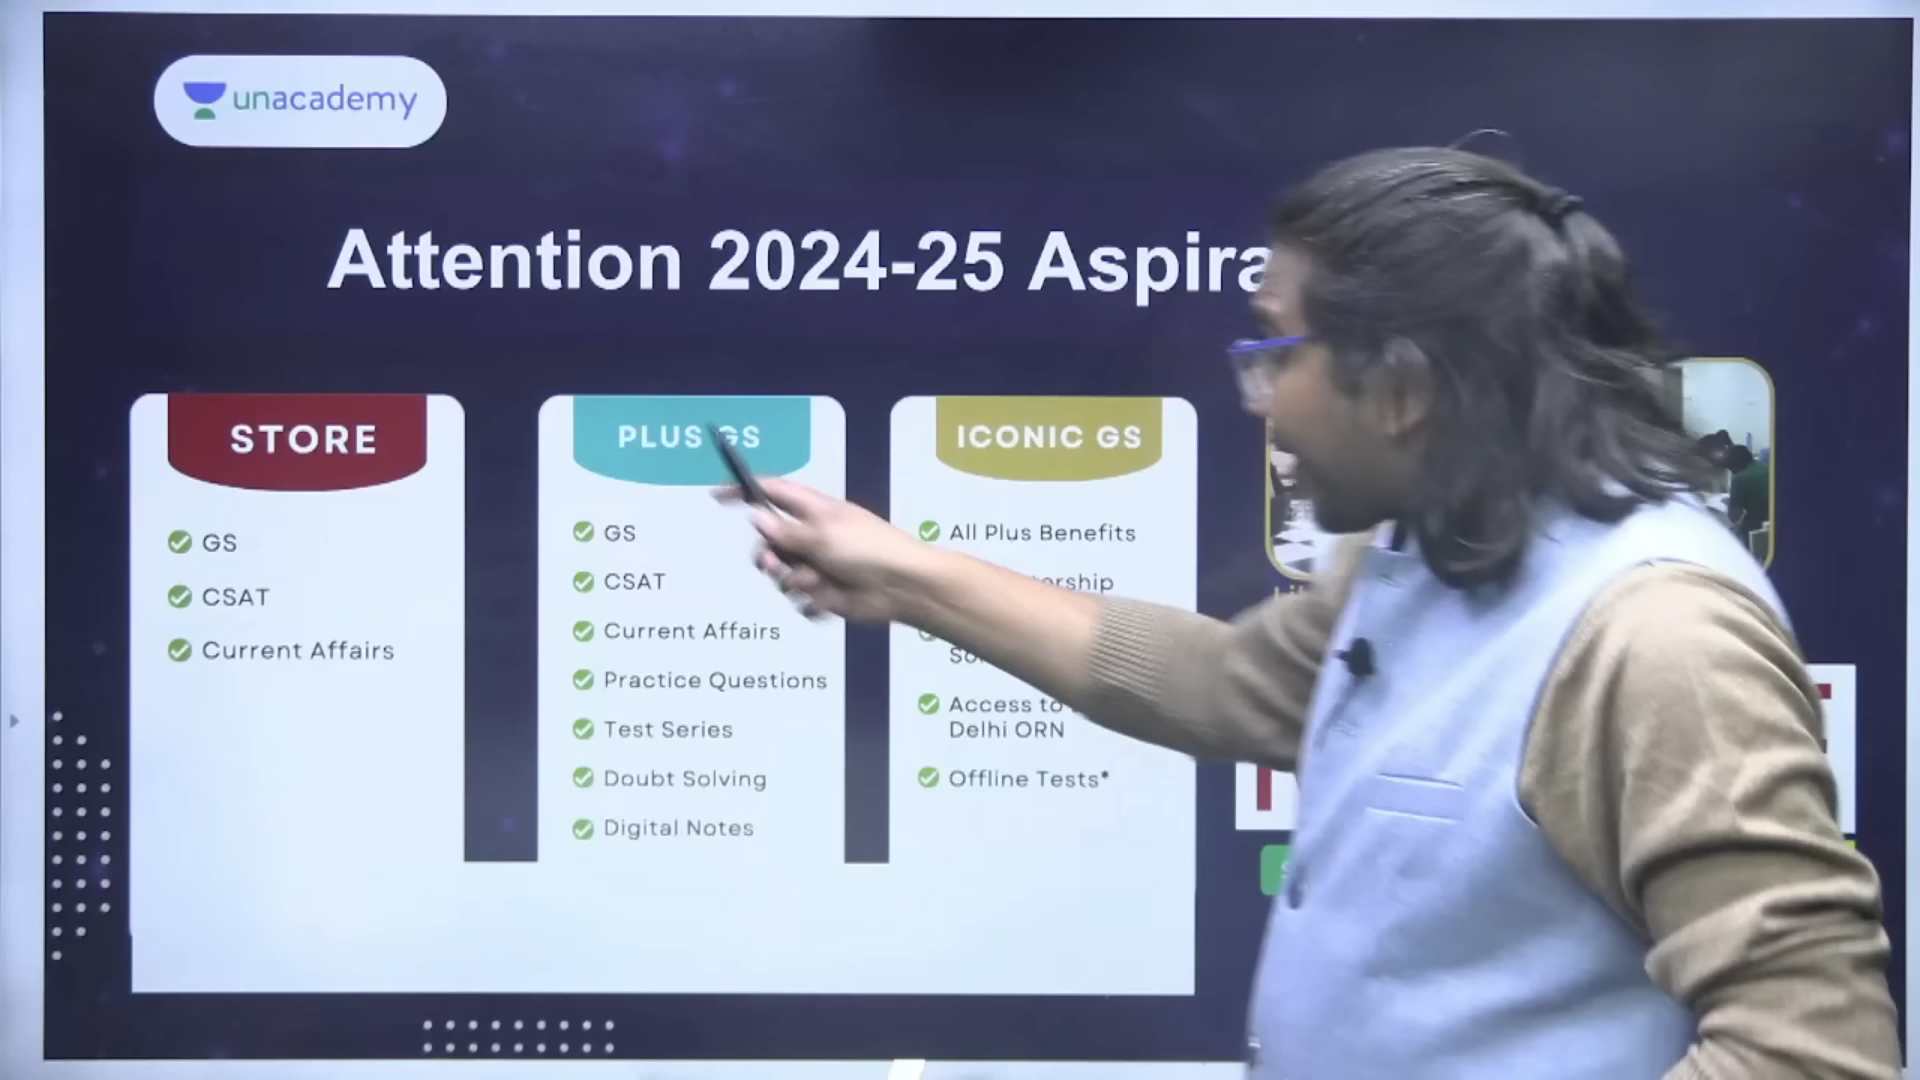 unacademy
Attention 2024-25
STORE
GS
CSAT
Current Affairs
PLUS GS
GS
CSAT
Current Affairs
Practice Questions
Test Series
Doubt Solving
Digital Notes
ICONIC GS
All Plus Benefits
Access to
Delhi ORN
Offline Tests*